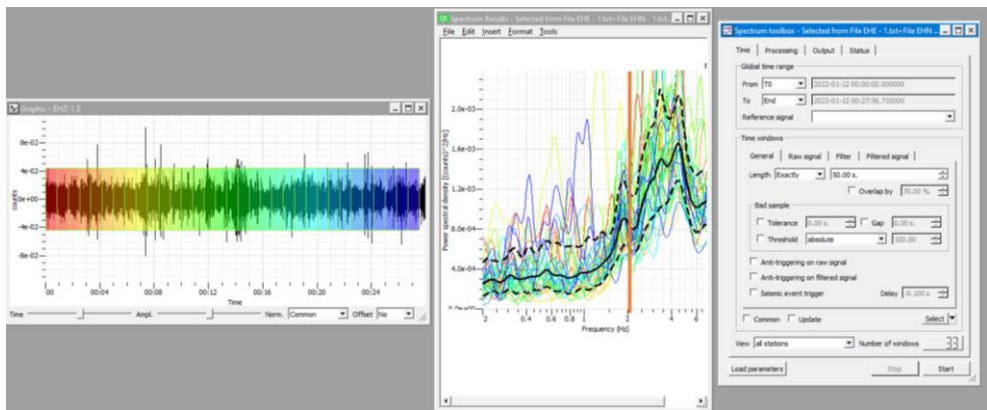 Graphic - EHZ-1 Z
counts
8e-02
4e-02
0e+00
-4e-02
-8e-02
00
00:04
00:08
00:12
00:16
00:20
00:24
Time
Time
Ampl.
Norm.
Common
Offset
No
Spectrum Results - Selected from File EHE - 1.txt+File EHN - 1.txt...
File Edit Insert Format Tools
Power spectral density [(counts)^2/Hz]
2.0e-03
1.6e-03
1.2e-03
8.0e-04
4.0e-04
0.0e+00
.2
0.4
0.6
0.8
1
2
4
6
Frequency (Hz)
Spectrum toolbox - Selected from File EHE - 1.txt+File EHN ...
Time Processing Output Status
Global time range
From T0 2022-01-12 00:00:00.000000
To End 2022-01-12 00:27:56.710000
Reference signal
Time windows
General Raw signal Filter Filtered signal
Length Exactly 50.00 s.
Overlap by 70.00 %.
Bad sample
Tolerance 0.00 s. Gap 0.00 s.
Threshold absolute 100.00
Anti-triggering on raw signal
Anti-triggering on filtered signal
Seismic event trigger Delay -0.100 s.
Common Update Select
View all stations Number of windows 33
Load parameters Stop Start